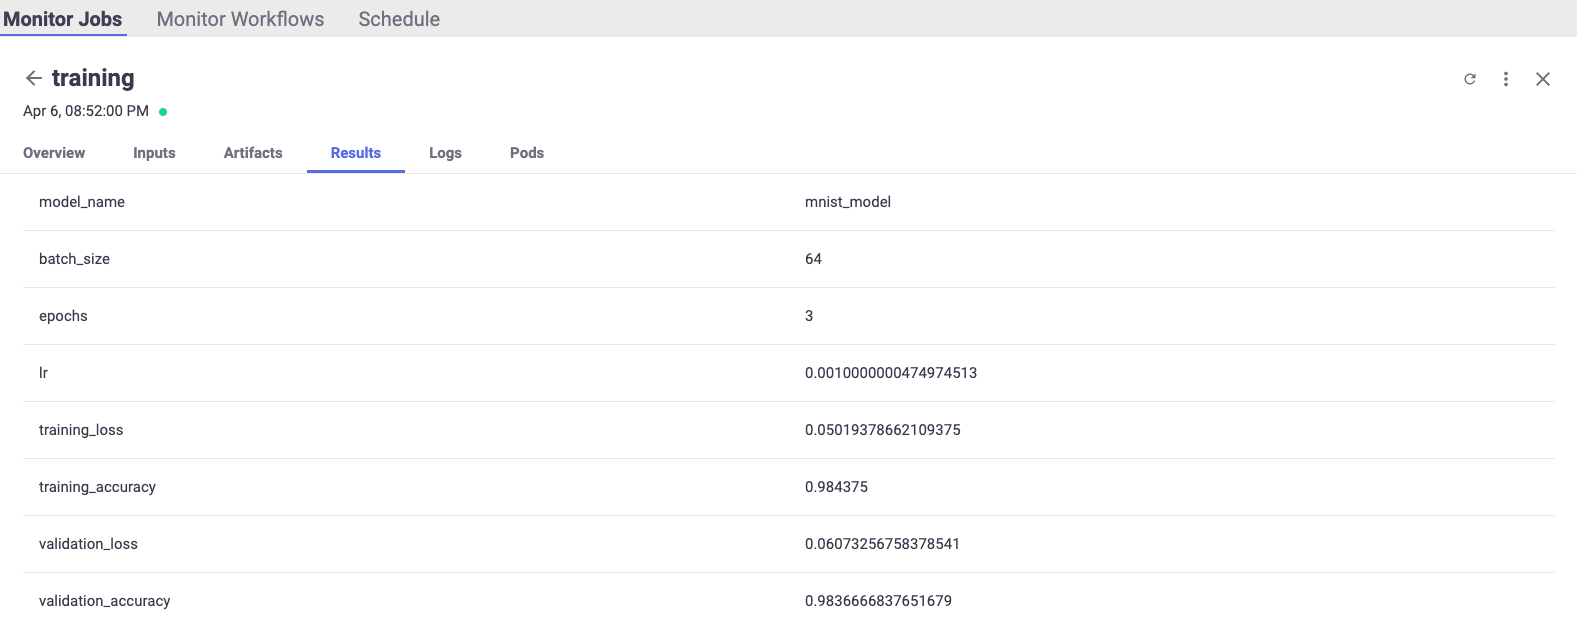 Monitor Jobs Monitor Workflows Schedule
training
Apr 6, 08:52:00 PM
Overview Inputs Artifacts Results Logs Pods
model_name mnist_model
batch_size 64
epochs 3
lr 0.0010000000474974513
training_loss 0.05019378662109375
training_accuracy 0.984375
validation_loss 0.06073256758378541
validation_accuracy 0.9836666837651679